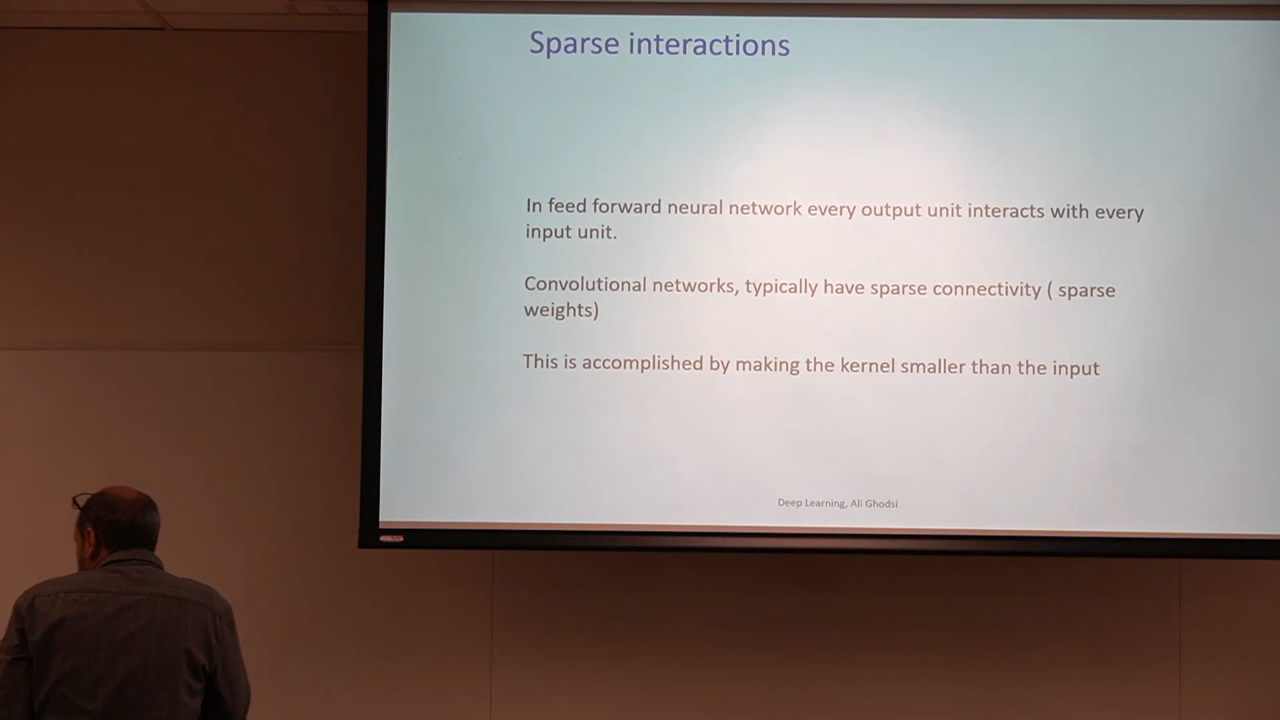 Sparse interactions
In feed forward neural network every output unit interacts with every
input unit.
Convolutional networks, typically have sparse connectivity ( sparse
weights)
This is accomplished by making the kernel smaller than the input
Deep Learning, Ali Ghodsi